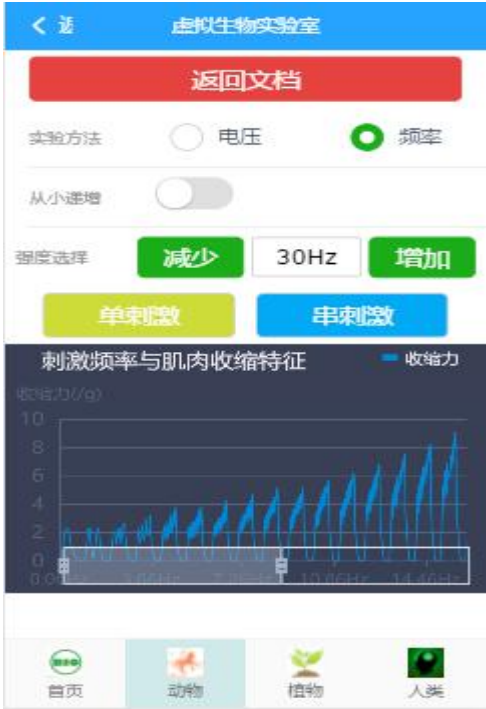 虚拟生物实验室
返回文档
实验方法 电压 频率
从小递增
强度选择 减少 30Hz 增加
单刺激 串刺激
刺激频率与肌肉收缩特征 收缩力
收缩力(/g)
10
8
6
4
2
0
首页 动物 植物 人类